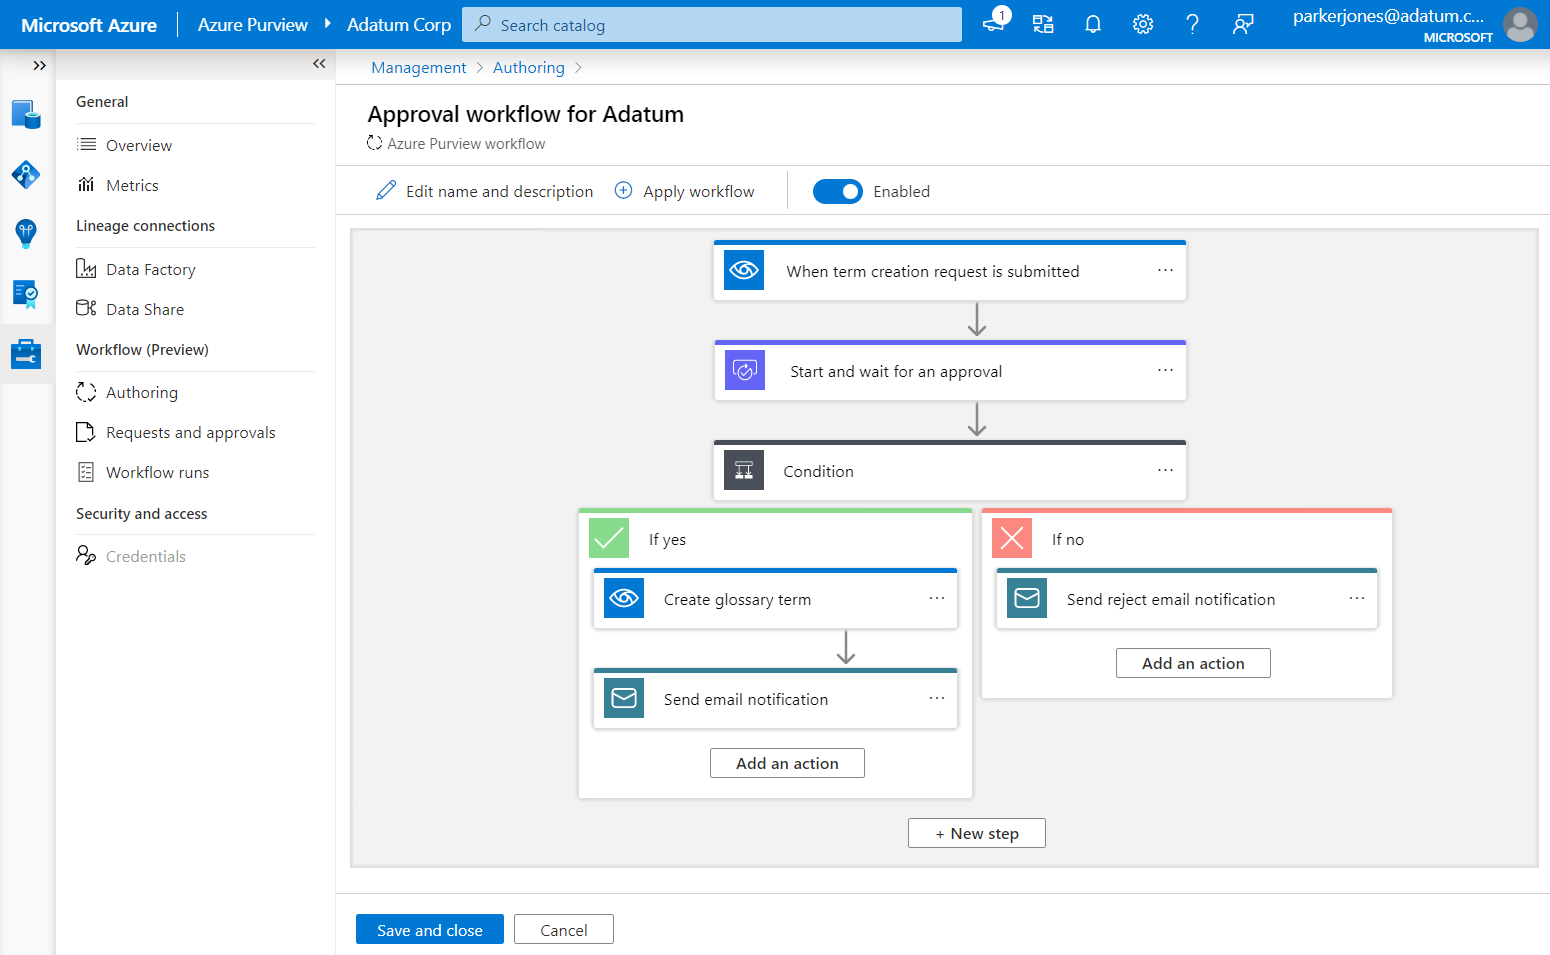 Microsoft Azure
Azure Purview
Adatum Corp
Search catalog
1
parkerjones@adatum.c...
MICROSOFT
General
Overview
Metrics
Lineage connections
Data Factory
Data Share
Workflow (Preview)
Authoring
Requests and approvals
Workflow runs
Security and access
Credentials
Management > Authoring >
Approval workflow for Adatum
Azure Purview workflow
Edit name and description
Apply workflow
Enabled
When term creation request is submitted
Start and wait for an approval
Condition
If yes
Create glossary term
Send email notification
Add an action
If no
Send reject email notification
Add an action
+ New step
Save and close
Cancel